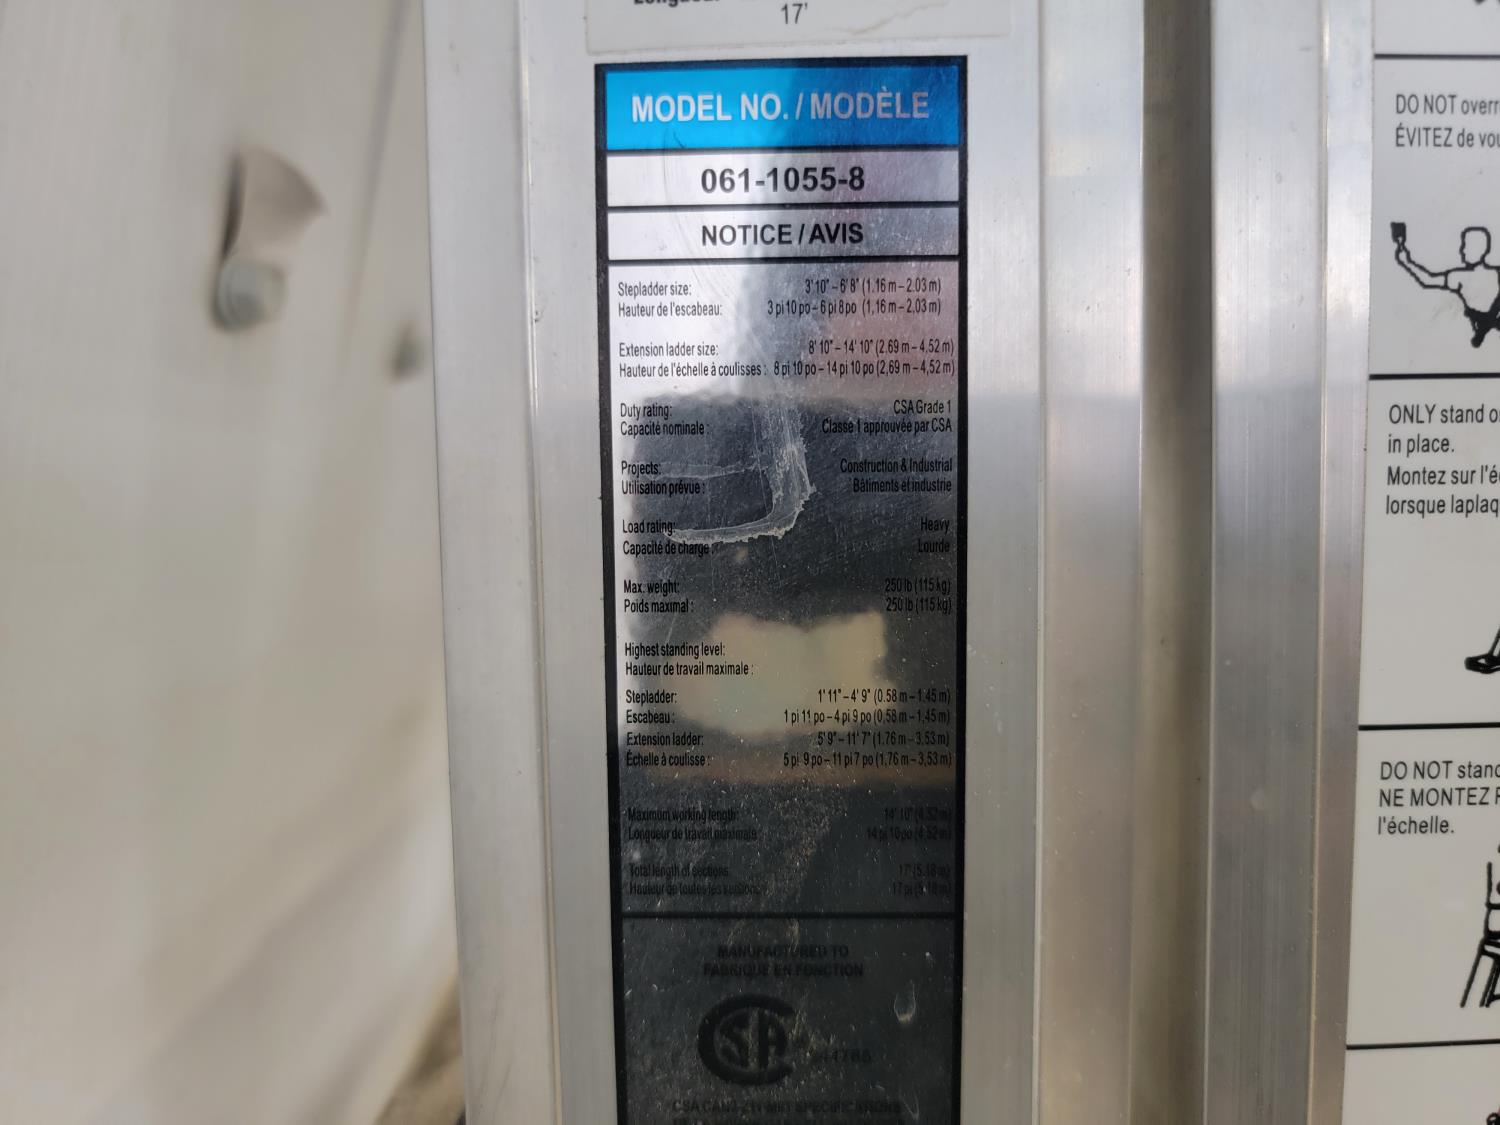 17'
MODEL NO. / MODÈLE
061-1055-8
NOTICE / AVIS
Stepladder size: 3' 10" – 6' 8" (1.16 m – 2.03 m)
Hauteur de l'escabeau: 3 pi 10 po – 6 pi 8 po (1,16 m – 2,03 m)
Extension ladder size: 8' 10" – 14' 10" (2.69 m – 4.52 m)
Hauteur de l'échelle à coulisses : 8 pi 10 po – 14 pi 10 po (2,69 m – 4,52 m)
Duty rating: CSA Grade 1
Capacité nominale : Classe 1 approuvée par CSA
Projects: Construction & Industrial
Utilisation prévue : Bâtiments et industrie
Load rating: Heavy
Capacité de charge : Lourde
Max. weight: 250 lb (115 kg)
Poids maximal : 250 lb (115 kg)
Highest standing level:
Hauteur de travail maximale :
Stepladder: 1' 11" – 4' 9" (0.58 m – 1.45 m)
Escabeau : 1 pi 11 po – 4 pi 9 po (0,58 m – 1,45 m)
Extension ladder: 5' 9" – 11' 7" (1.76 m – 3.53 m)
Échelle à coulisse : 5 pi 9 po – 11 pi 7 po (1,76 m – 3,53 m)
Maximum working length: 14' 10" (4.52m)
Longueur de travail maximale : 14 pi 10 po (4,52m)
Total length of sections: 17' (5.18m)
Hauteur de toutes les sections: 17 pi (5,18m)
MANUFACTURED TO
FABRIQUÉ EN FONCTION
CSA
DO NOT overr
ÉVITEZ de vou
ONLY stand o
in place.
Montez sur l'é
lorsque laplaq
DO NOT stand
NE MONTEZ P
l'échelle.